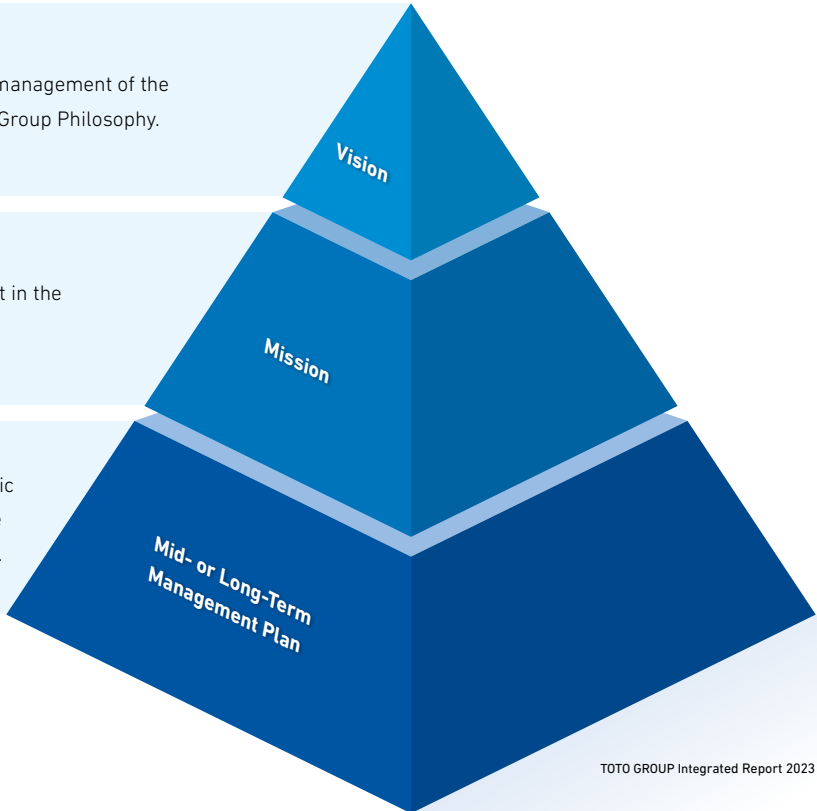 management of the
Group Philosophy.
Vision
t in the
Mission
ic
Mid- or Long-Term
Management Plan
TOTO GROUP Integrated Report 2023